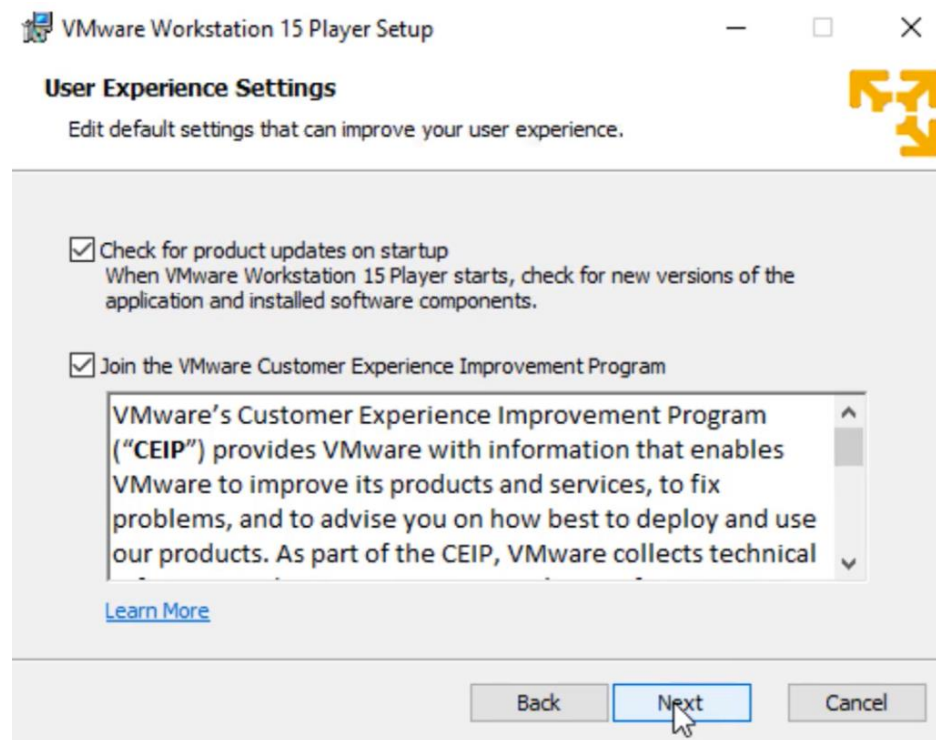 VMware Workstation 15 Player Setup
User Experience Settings
Edit default settings that can improve your user experience.
Check for product updates on startup
When VMware Workstation 15 Player starts, check for new versions of the
application and installed software components.
Join the VMware Customer Experience Improvement Program
VMware’s Customer Experience Improvement Program
(“CEIP”) provides VMware with information that enables
VMware to improve its products and services, to fix
problems, and to advise you on how best to deploy and use
our products. As part of the CEIP, VMware collects technical
Learn More
Back
Next
Cancel